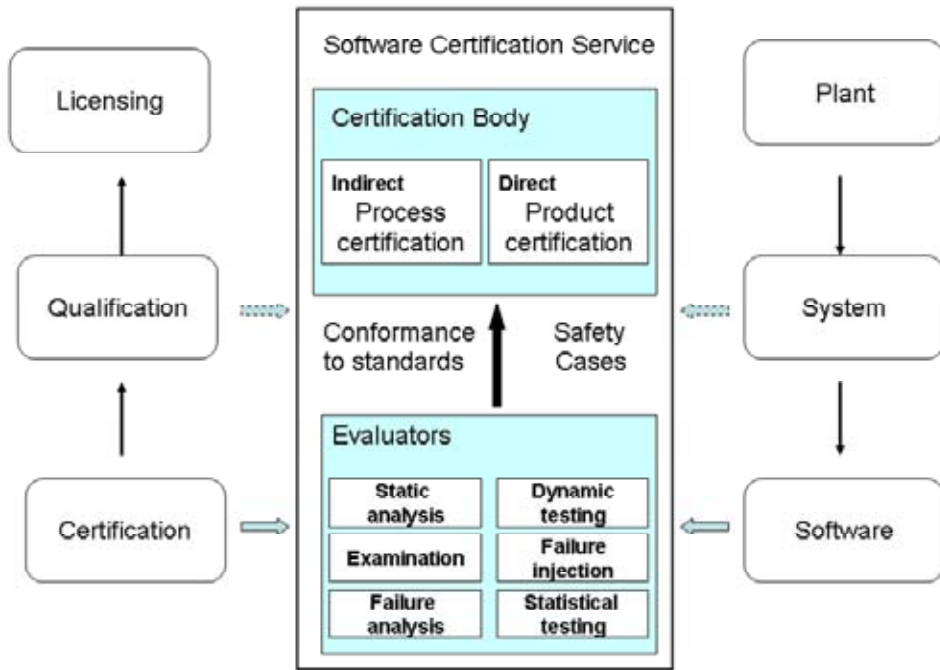 Software Certification Service
Licensing
Plant
Certification Body
Indirect
Process
certification
Direct
Product
certification
Qualification
System
Conformance
to standards
Safety
Cases
Evaluators
Static
analysis
Dynamic
testing
Certification
Software
Examination
Failure
injection
Failure
analysis
Statistical
testing